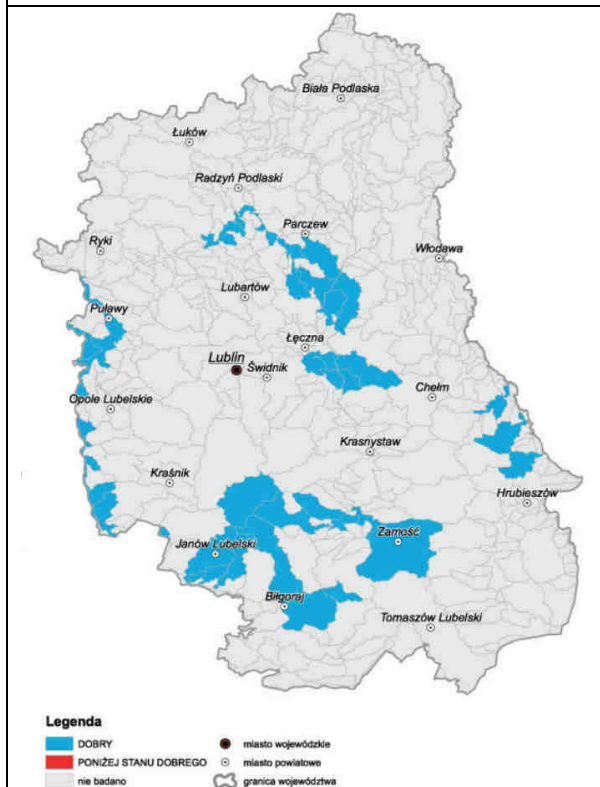 Biała Podlaska
Łuków
Radzyń Podlaski
Parczew
Ryki
Włodawa
Lubartów
Puławy
Łęczna
Lublin
Świdnik
Chełm
Opole Lubelskie
Krasnystaw
Kraśnik
Hrubieszów
Zamość
Janów Lubelski
Biłgoraj
Tomaszów Lubelski
Legenda
DOBRY miasto wojewódzkie
PONIŻEJ STANU DOBREGO miasto powiatowe
nie badano granica województwa